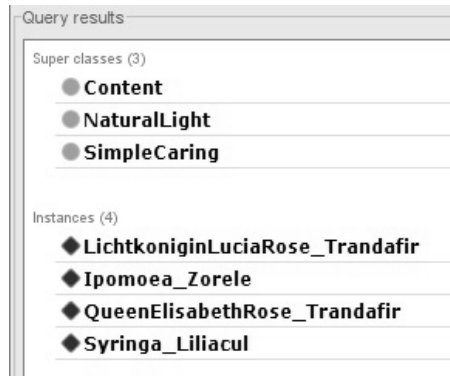 Query results
Super classes (3)
Content
NaturalLight
SimpleCaring
Instances (4)
LichtkoniginLuciaRose_Trandafir
Ipomoea_Zorele
QueenElisabethRose_Trandafir
Syringa_Liliacul